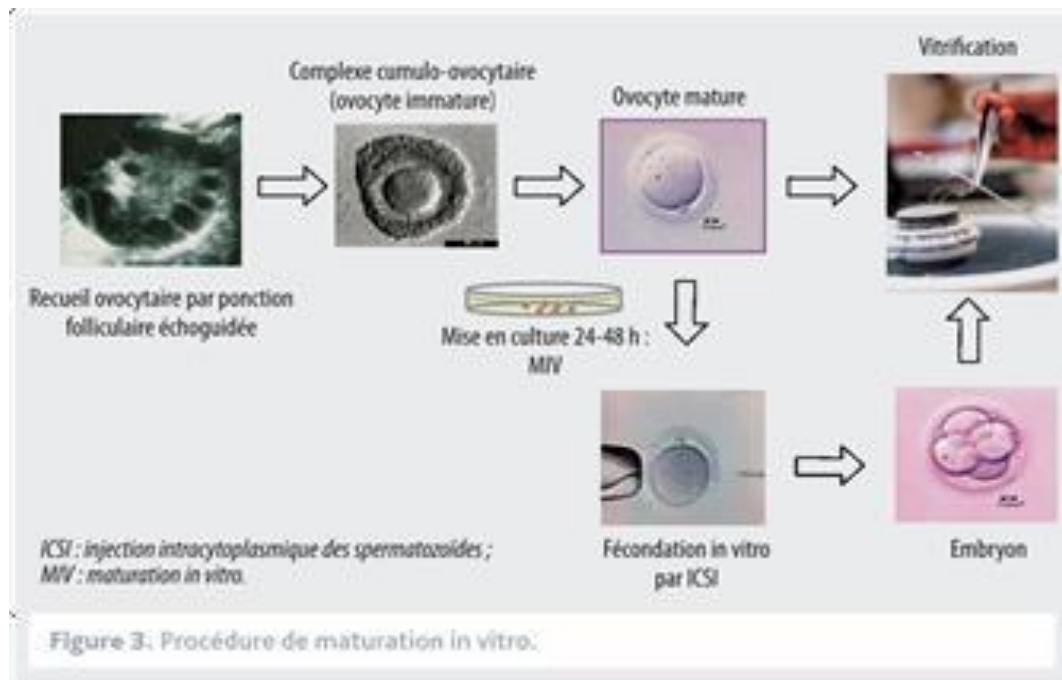 Vitrification
Complexe cumulo-ovocytaire
(ovocyte immature)
Ovocyte mature
Recueil ovocytaire par ponction
folliculaire échoguidée
Mise en culture 24-48 h :
MIV
Fécondation in vitro
par ICSI
Embryon
ICSI : injection intracytoplasmique des spermatozoïdes ;
MIV : maturation in vitro.
Figure 3. Procédure de maturation in vitro.